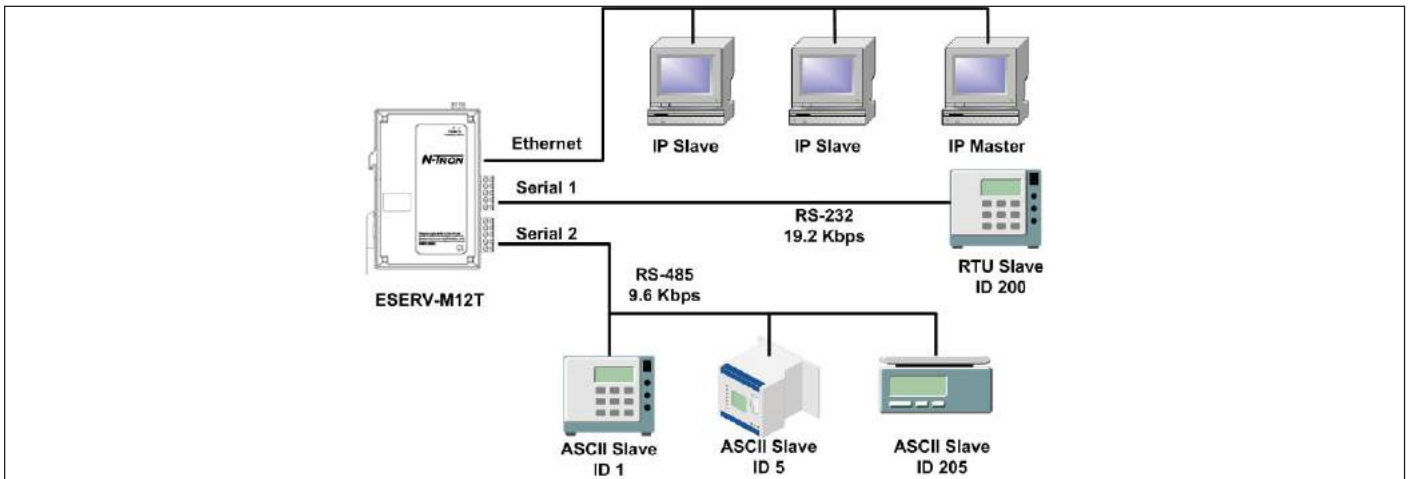 Ethernet
IP Slave
IP Slave
IP Master
N-TRON
Serial 1
RS-232
19.2 Kbps
RTU Slave
ID 200
Serial 2
RS-485
9.6 Kbps
ESERV-M12T
ASCII Slave
ID 1
ASCII Slave
ID 5
ASCII Slave
ID 205